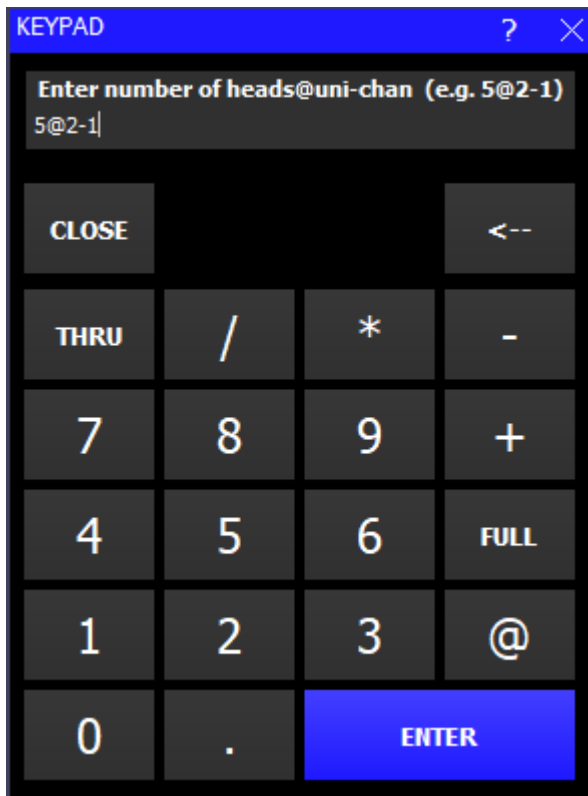 KEYPAD ? ×
Enter number of heads@uni-chan (e.g. 5@2-1)
5@2-1
CLOSE <--
THRU / * -
7 8 9 +
4 5 6 FULL
1 2 3 @
0 . ENTER